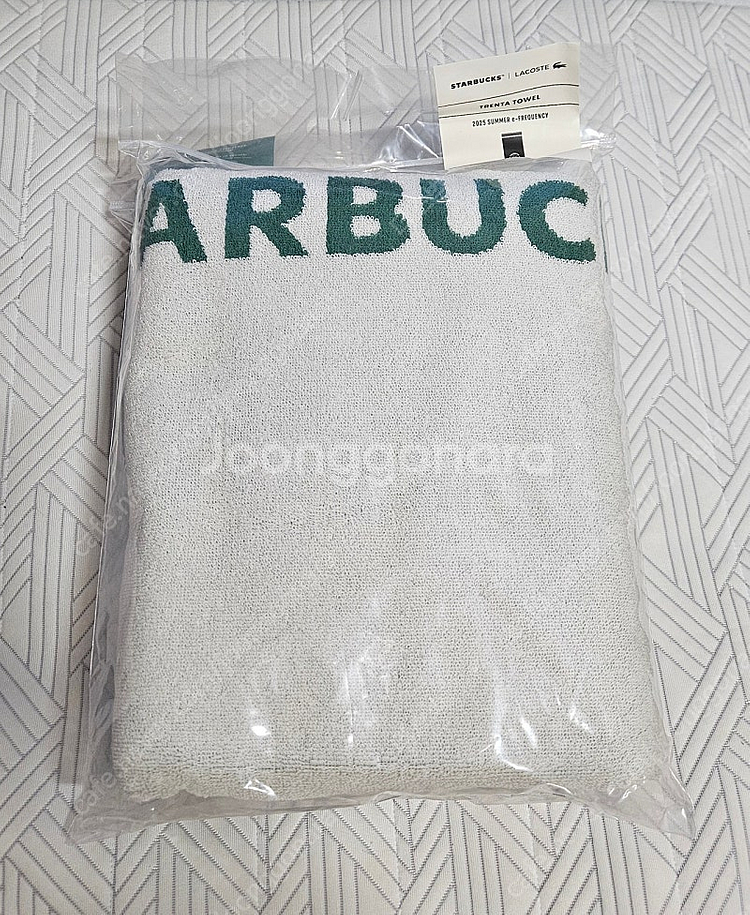 STARBUCKS | LACOSTE
TRENTA TOWEL
2025 SUMMER e-FREQUENCY
ARBUC
Joonggonara